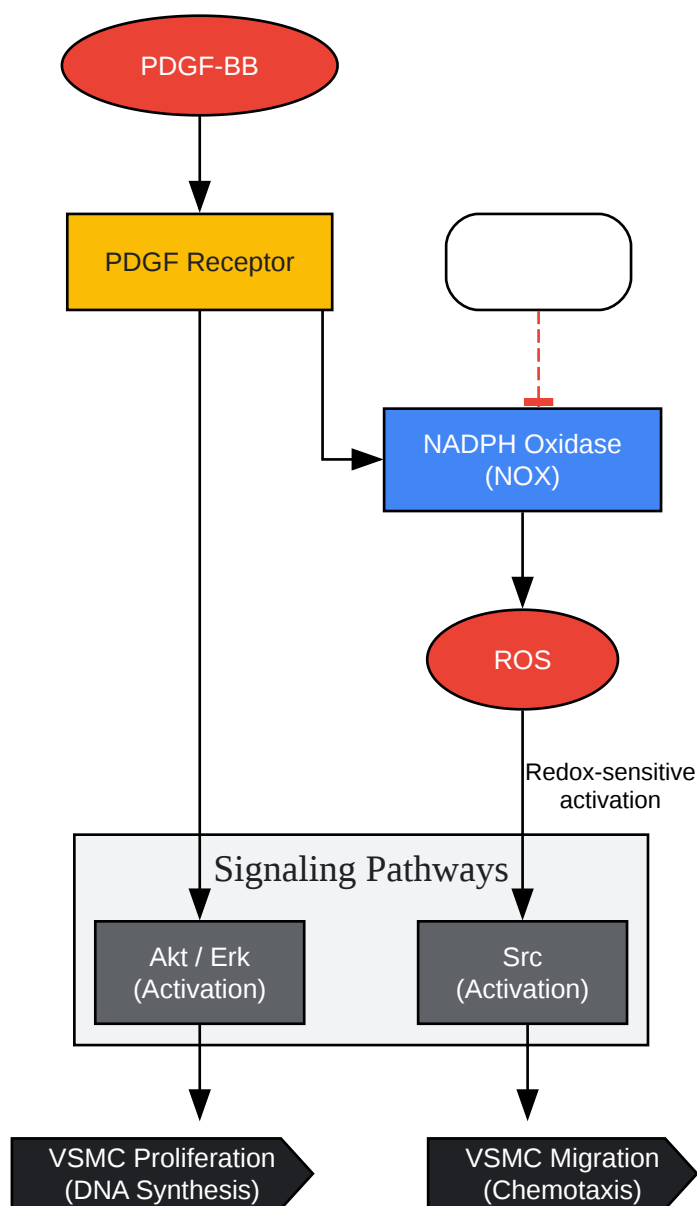 PDGF-BB
PDGF Receptor
NADPH Oxidase
(NOX)
ROS
Redox-sensitive
activation
Signaling Pathways
Akt / Erk
(Activation)
Src
(Activation)
VSMC Proliferation
(DNA Synthesis)
VSMC Migration
(Chemotaxis)